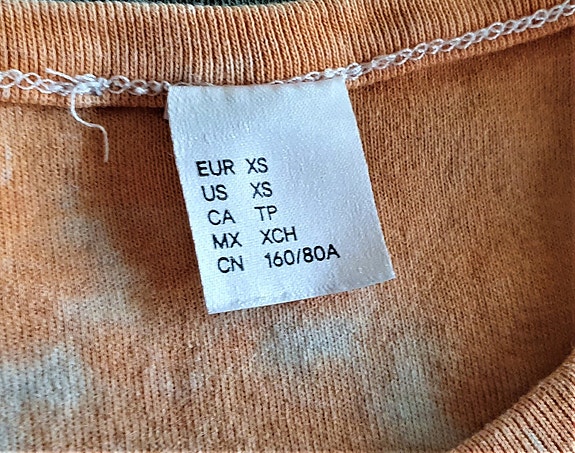 EUR XS
US XS
CA TP
MX XCH
CN 160/80A